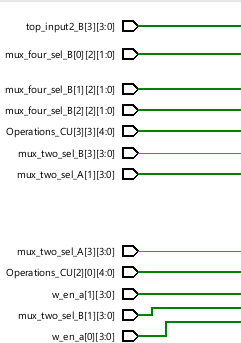 top_input2_B[3][3:0]
mux_four_sel_B[0][2][1:0]
mux_four_sel_B[1][2][1:0]
mux_four_sel_B[2][2][1:0]
Operations_CU[3][3][4:0]
mux_two_sel_B[3][3:0]
mux_two_sel_A[1][3:0]
mux_two_sel_A[3][3:0]
Operations_CU[2][0][4:0]
w_en_a[1][3:0]
mux_two_sel_B[1][3:0]
w_en_a[0][3:0]